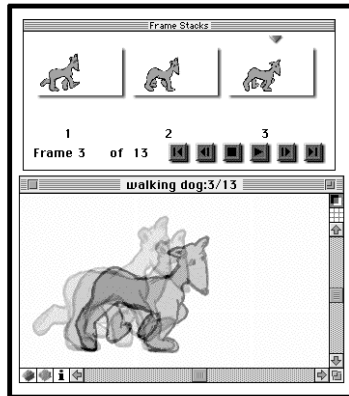 Frame Stacks
1 2 3
Frame 3 of 13
walking dog:3/13
i